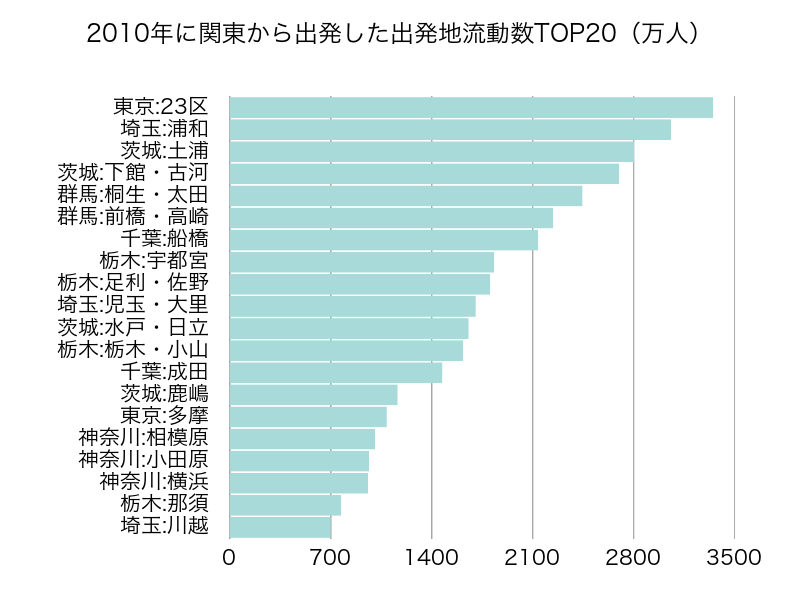 2010年に関東から出発した出発地流動数TOP20（万人）
東京:23区
埼玉:浦和
茨城:土浦
茨城:下館・古河
群馬:桐生・太田
群馬:前橋・高崎
千葉:船橋
栃木:宇都宮
栃木:足利・佐野
埼玉:児玉・大里
茨城:水戸・日立
栃木:栃木・小山
千葉:成田
茨城:鹿嶋
東京:多摩
神奈川:相模原
神奈川:小田原
神奈川:横浜
栃木:那須
埼玉:川越
0 700 1400 2100 2800 3500